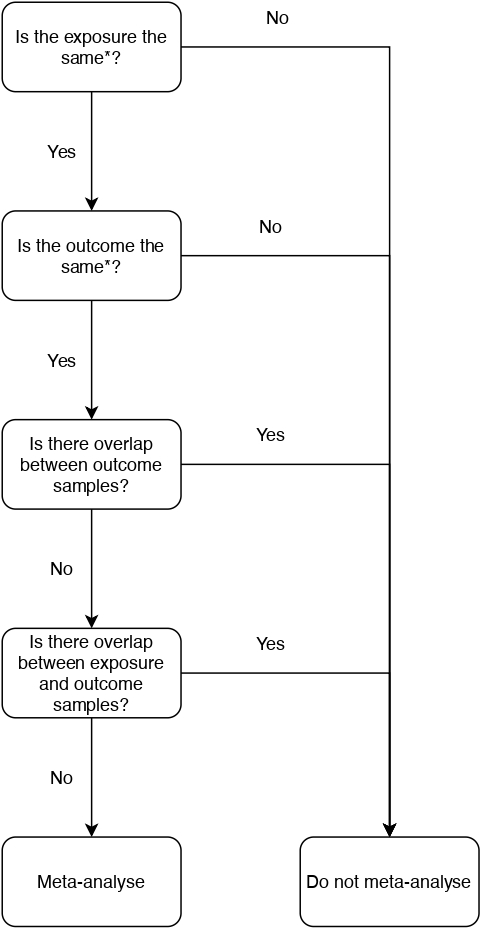 Is the exposure the
same*?
No
Yes
Is the outcome the
same*?
No
Yes
Is there overlap
between outcome
samples?
Yes
No
Is there overlap
between exposure
and outcome
samples?
Yes
No
Meta-analyse
Do not meta-analyse